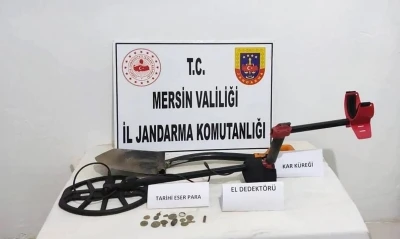 T.C.
MERSİN VALİLİĞİ
İL JANDARMA KOMUTANLIĞI
KAR KÜREĞİ
TARİHİ ESER PARA
EL DEDEKTÖRÜ